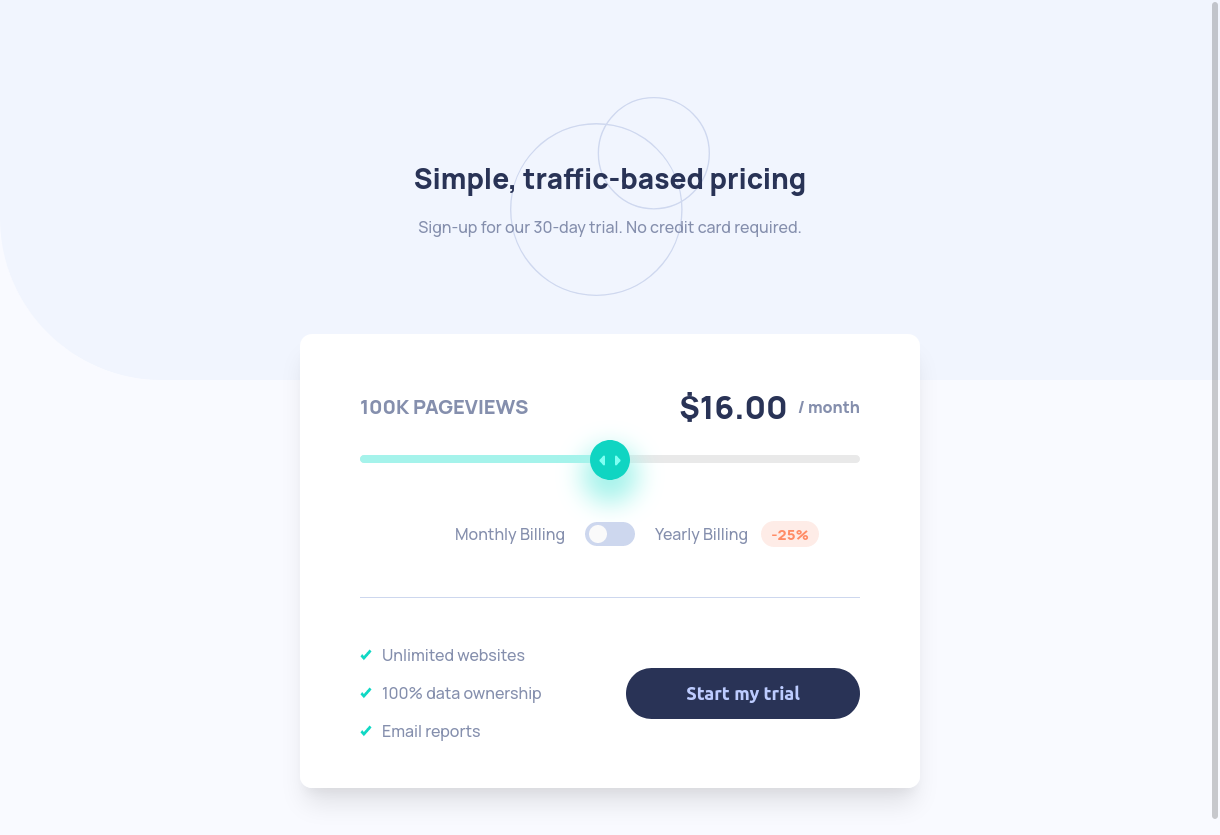 Simple, traffic-based pricing
Sign-up for our 30-day trial. No credit card required.
100K PAGEVIEWS
$16.00 / month
Monthly Billing
Yearly Billing
-25%
Unlimited websites
100% data ownership
Email reports
Start my trial